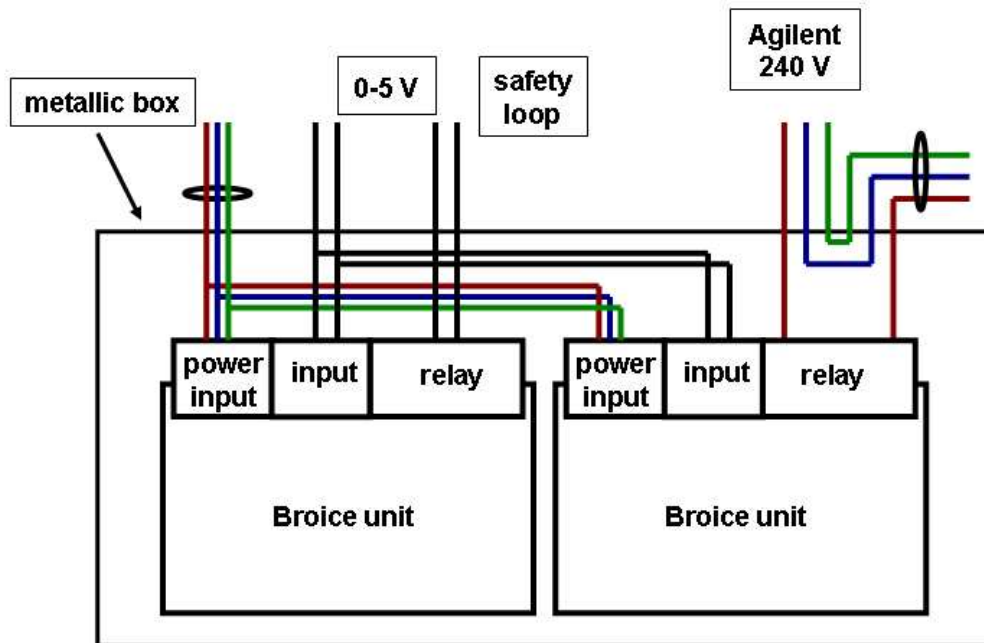 Agilent
240 V
0-5 V
safety
loop
metallic box
power
input
input
relay
power
input
input
relay
Broice unit
Broice unit